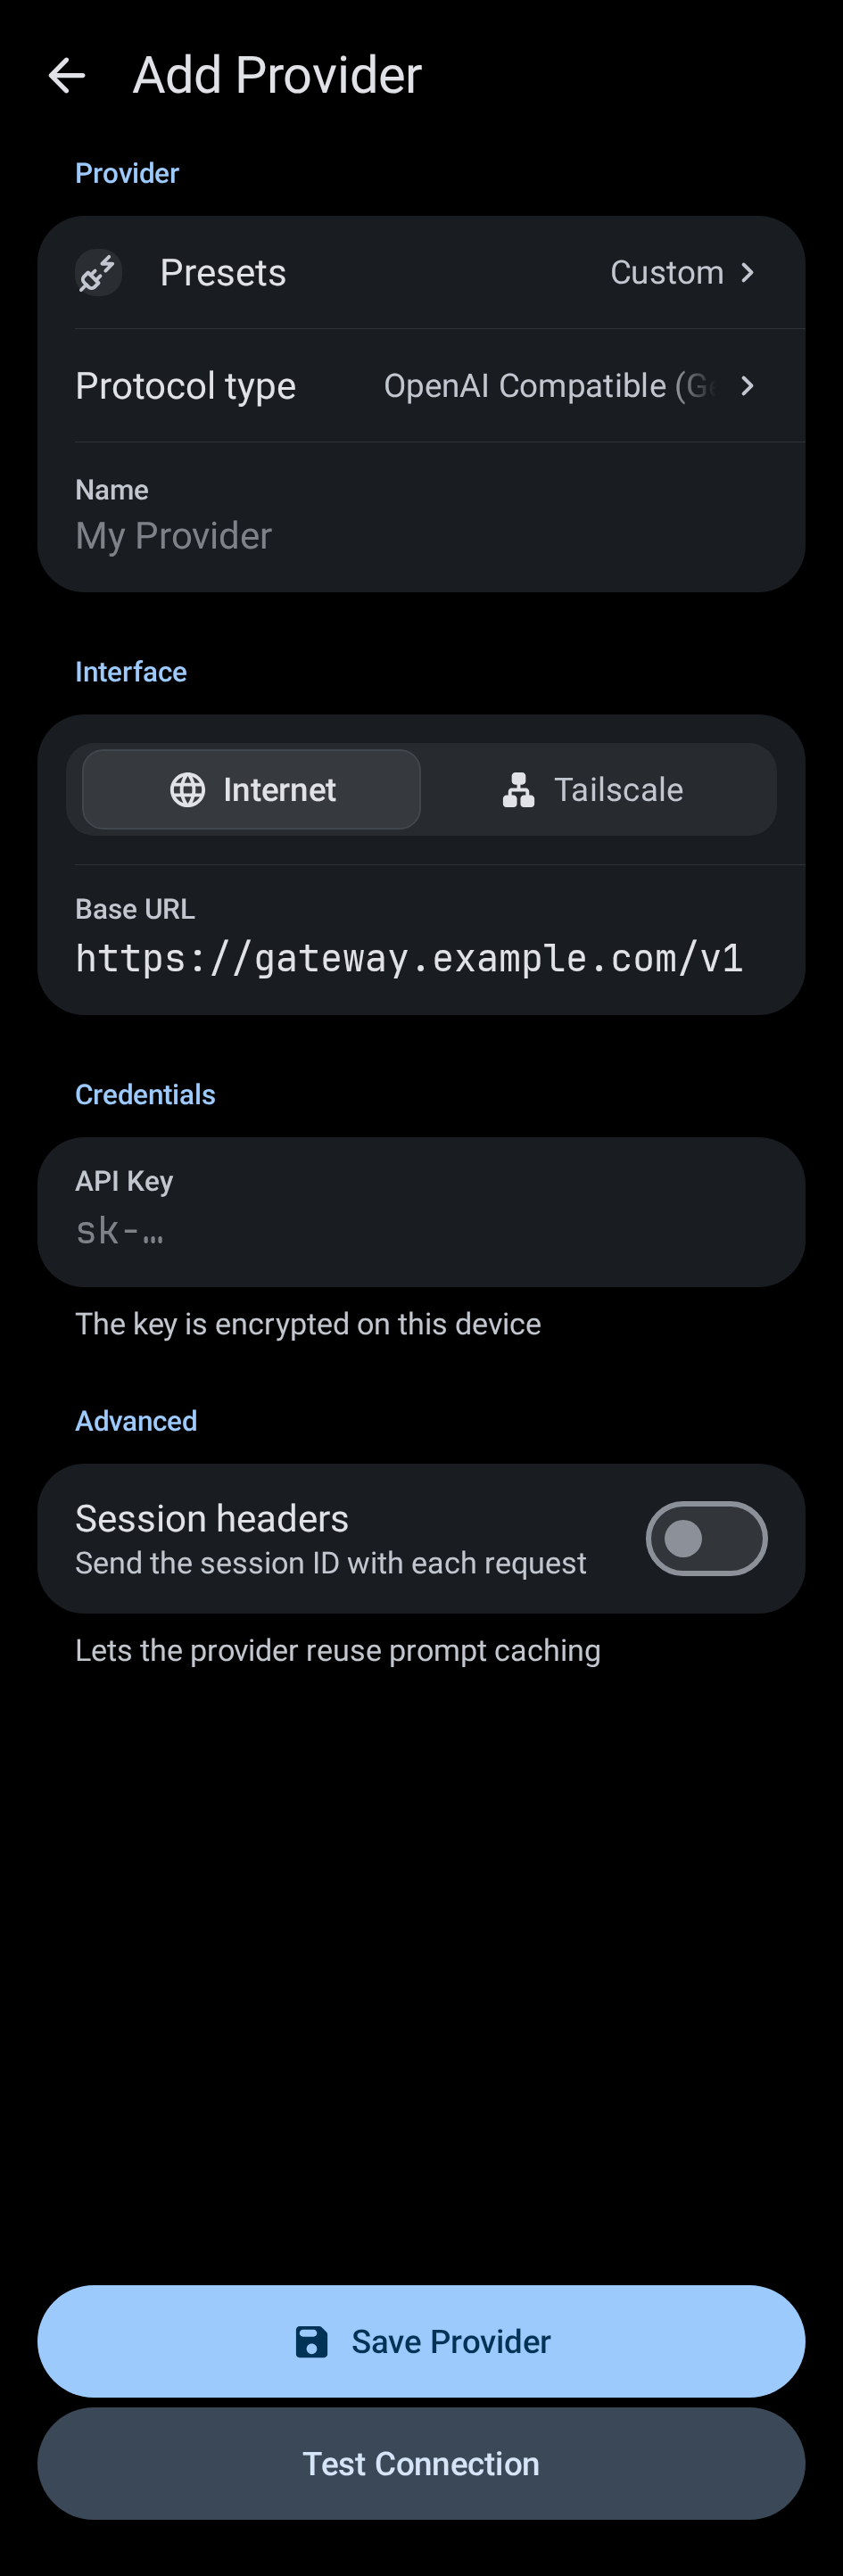 Add Provider
Provider
Presets
Custom
Protocol type
OpenAI Compatible (Ge
Name
My Provider
Interface
Internet
Tailscale
Base URL
https://gateway.example.com/v1
Credentials
API Key
sk-…
The key is encrypted on this device
Advanced
Session headers
Send the session ID with each request
Lets the provider reuse prompt caching
Save Provider
Test Connection